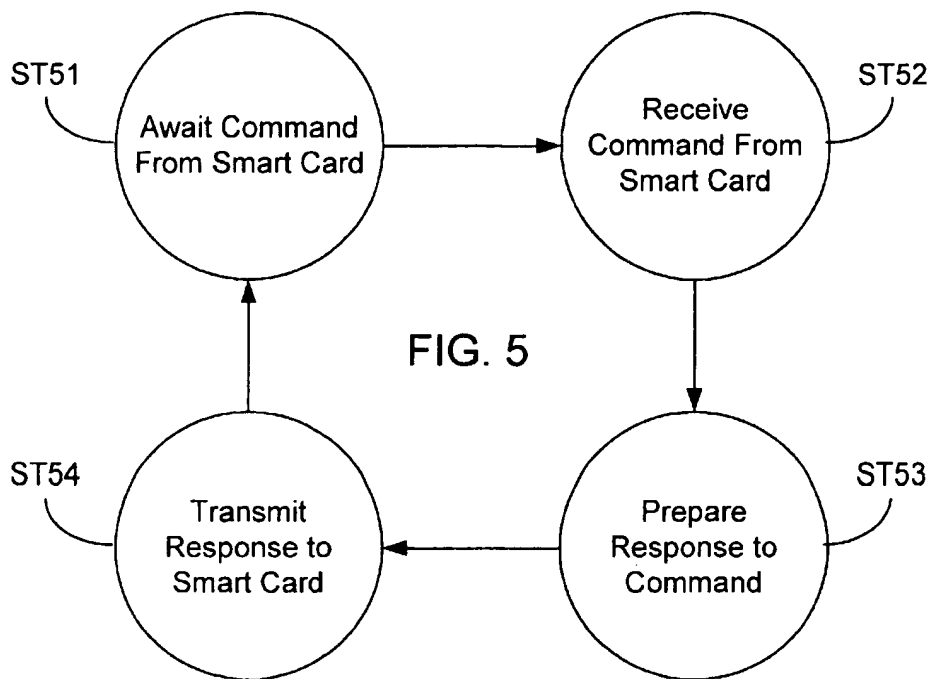 ST51
Await Command
From Smart Card
ST52
Receive
Command From
Smart Card
FIG. 5
ST54
Transmit
Response to
Smart Card
ST53
Prepare
Response to
Command